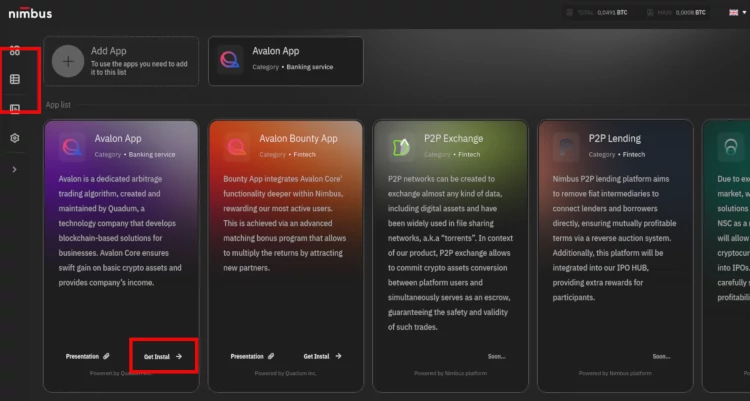 nimbus
TOTAL 0,0491 BTC
MAIN 0,0008 BTC
Add App
To use the apps you need to add
it to this list
Avalon App
Category • Banking service
App list
Avalon App
Category • Banking service
Avalon is a dedicated arbitrage
trading algorithm, created and
maintained by Quadum, a
technology company that develops
blockchain-based solutions for
businesses. Avalon Core ensures
swift gain on basic crypto assets and
provides company's income.
Presentation
Get Instal
Powered by Quadum Inc.
Avalon Bounty App
Category • Fintech
Bounty App integrates Avalon Core'
functionality deeper within Nimbus,
rewarding our most active users.
This is achieved via an advanced
matching bonus program that allows
to multiply the returns by attracting
new partners.
Presentation
Get Instal
Powered by Quadum Inc.
P2P Exchange
Category • Fintech
P2P networks can be created to
exchange almost any kind of data,
including digital assets and have
been widely used in file sharing
networks, a.k.a "torrents". In context
of our product, P2P exchange allows
to commit crypto assets conversion
between platform users and
simultaneously serves as an escrow,
guaranteeing the safety and validity
of such trades.
Soon...
Powered by Nimbus platform
P2P Lending
Category • Fintech
Nimbus P2P lending platform aims
to remove fiat intermediaries to
connect lenders and borrowers
directly, ensuring mutually profitable
terms via a reverse auction system.
Additionally, this platform will be
integrated into our IPO HUB,
providing extra rewards for
participants.
Soon...
Powered by Nimbus platform
Due to ex
market, w
solutions
NSC as a
will allow
cryptocur
into IPOs.
carefully s
profitabili